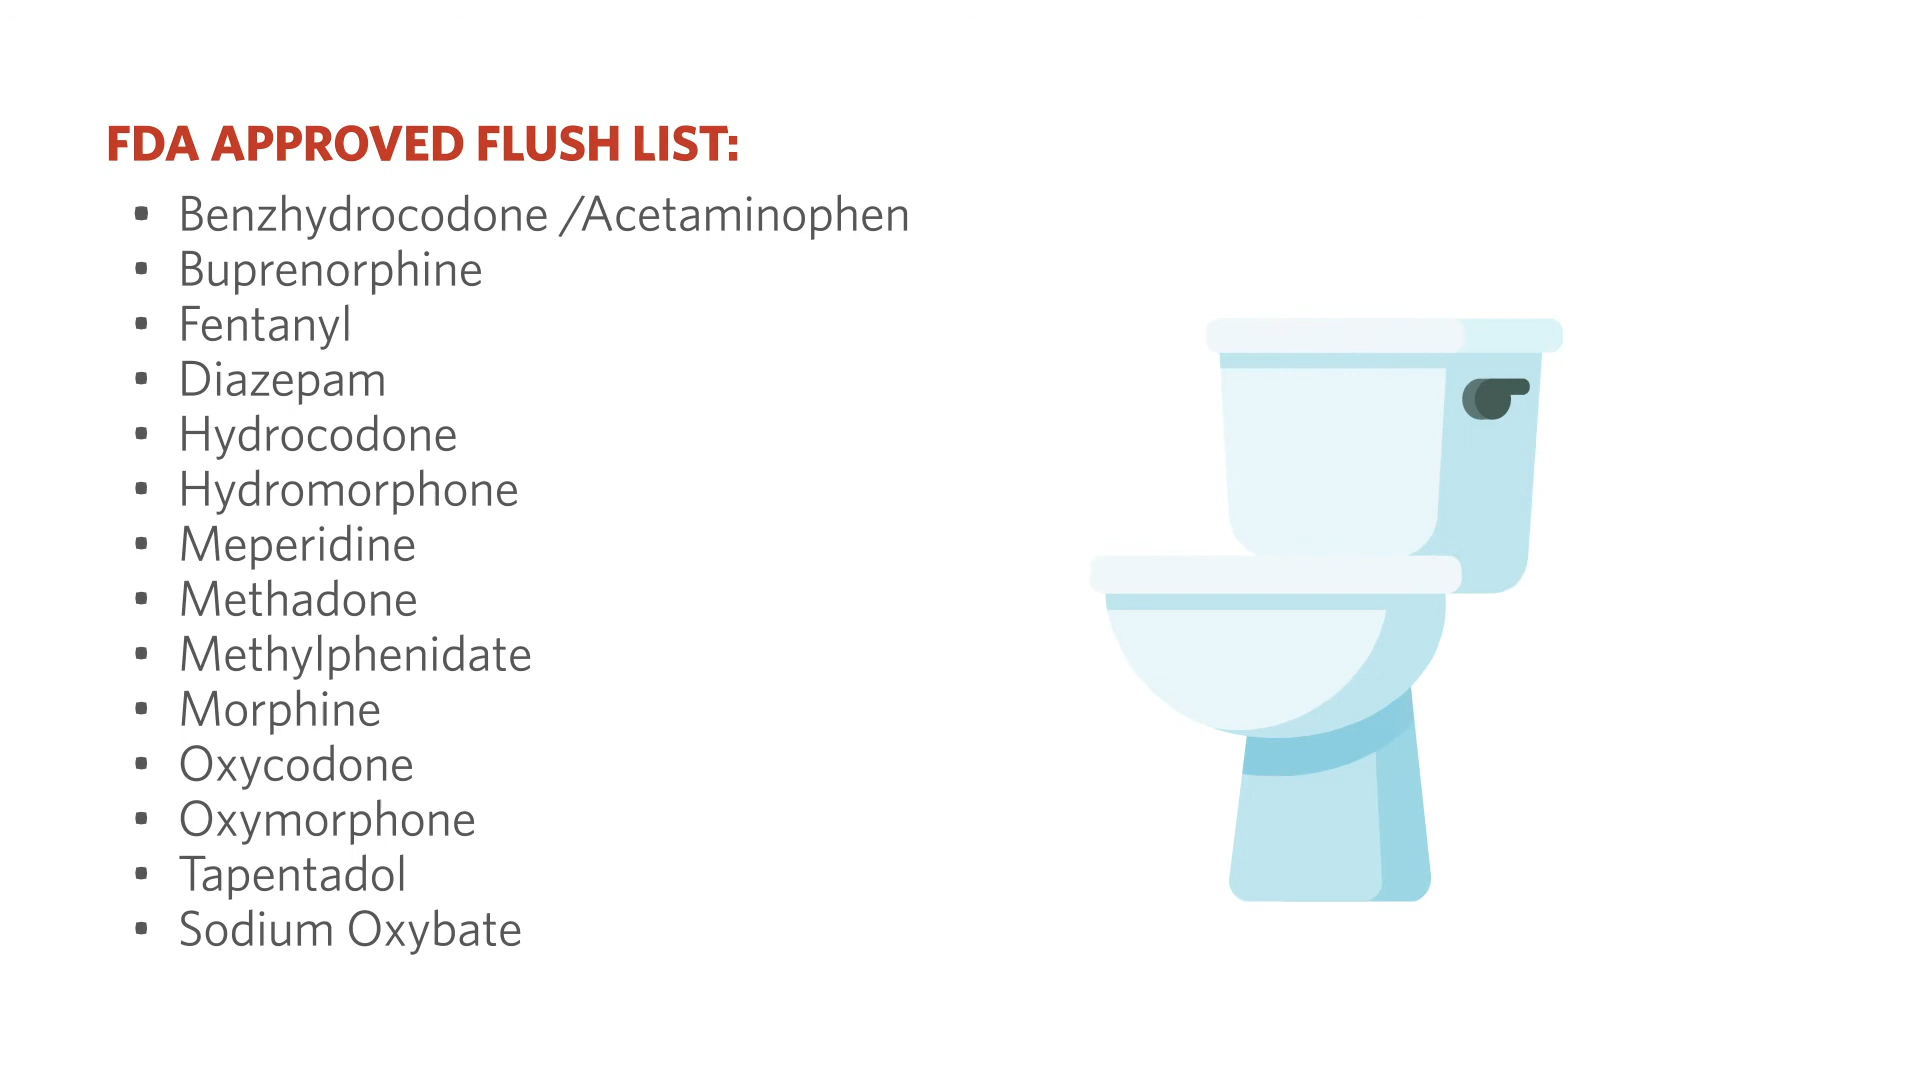 FDA APPROVED FLUSH LIST:
• Benzhydrocodone /Acetaminophen
• Buprenorphine
• Fentanyl
• Diazepam
• Hydrocodone
• Hydromorphone
• Meperidine
• Methadone
• Methylphenidate
• Morphine
• Oxycodone
• Oxymorphone
• Tapentadol
• Sodium Oxybate